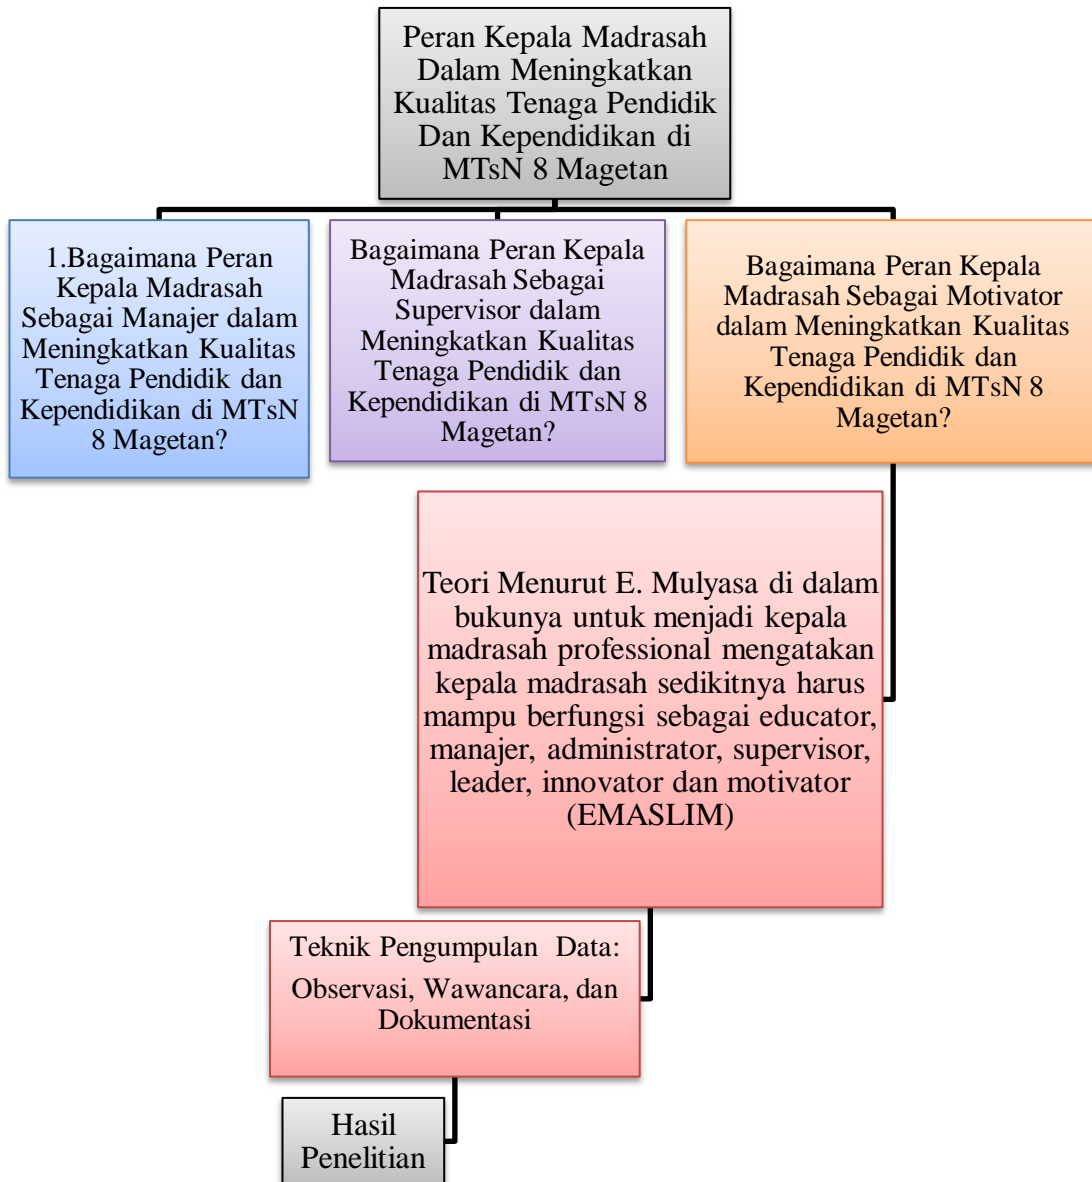 Peran Kepala Madrasah
Dalam Meningkatkan
Kualitas Tenaga Pendidik
Dan Kependidikan di
MTsN 8 Magetan
1.Bagaimana Peran
Kepala Madrasah
Sebagai Manajer dalam
Meningkatkan Kualitas
Tenaga Pendidik dan
Kependidikan di MTsN
8 Magetan?
Bagaimana Peran Kepala
Madrasah Sebagai
Supervisor dalam
Meningkatkan Kualitas
Tenaga Pendidik dan
Kependidikan di MTsN 8
Magetan?
Bagaimana Peran Kepala
Madrasah Sebagai Motivator
dalam Meningkatkan Kualitas
Tenaga Pendidik dan
Kependidikan di MTsN 8
Magetan?
Teori Menurut E. Mulyasa di dalam
bukunya untuk menjadi kepala
madrasah professional mengatakan
kepala madrasah sedikitnya harus
mampu berfungsi sebagai educator,
manajer, administrator, supervisor,
leader, innovator dan motivator
(EMASLIM)
Teknik Pengumpulan Data:
Observasi, Wawancara, dan
Dokumentasi
Hasil
Penelitian